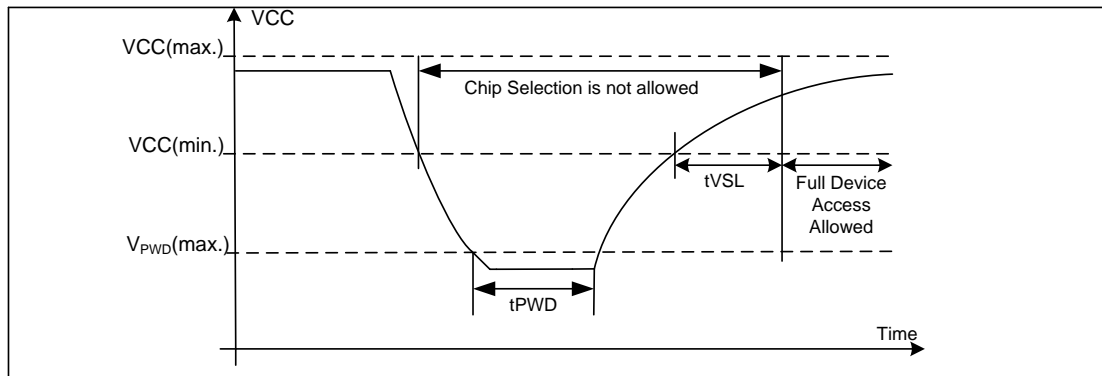 VCC
VCC(max.)
Chip Selection is not allowed
VCC(min.)
tVSL
Full Device
Access
Allowed
VPWD(max.)
tPWD
Time